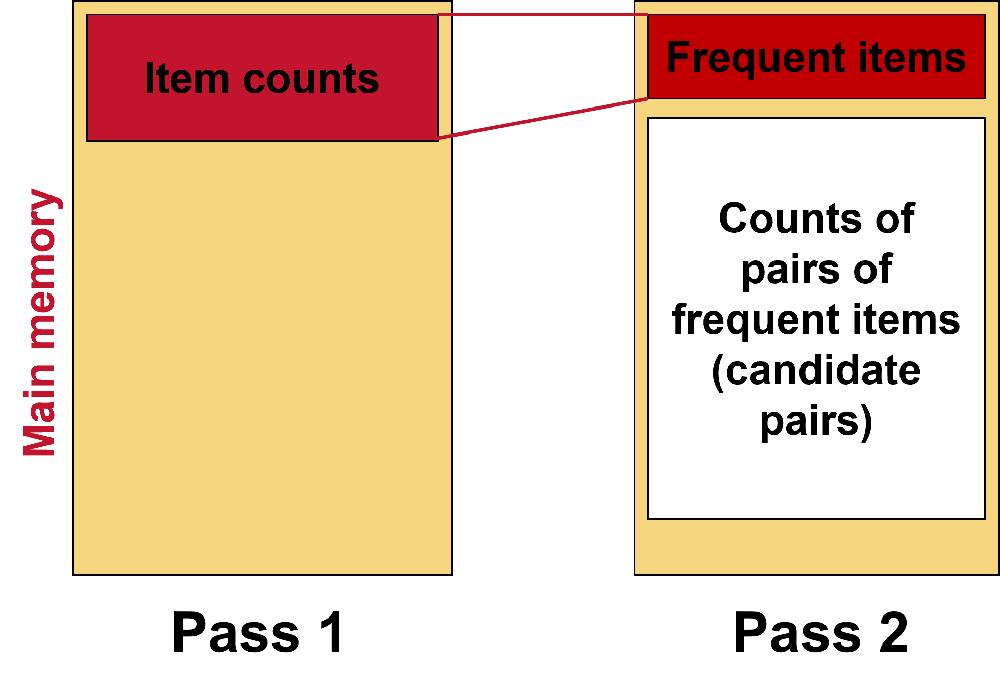 Main memory
Item counts
Frequent items
Counts of
pairs of
frequent items
(candidate
pairs)
Pass 1
Pass 2